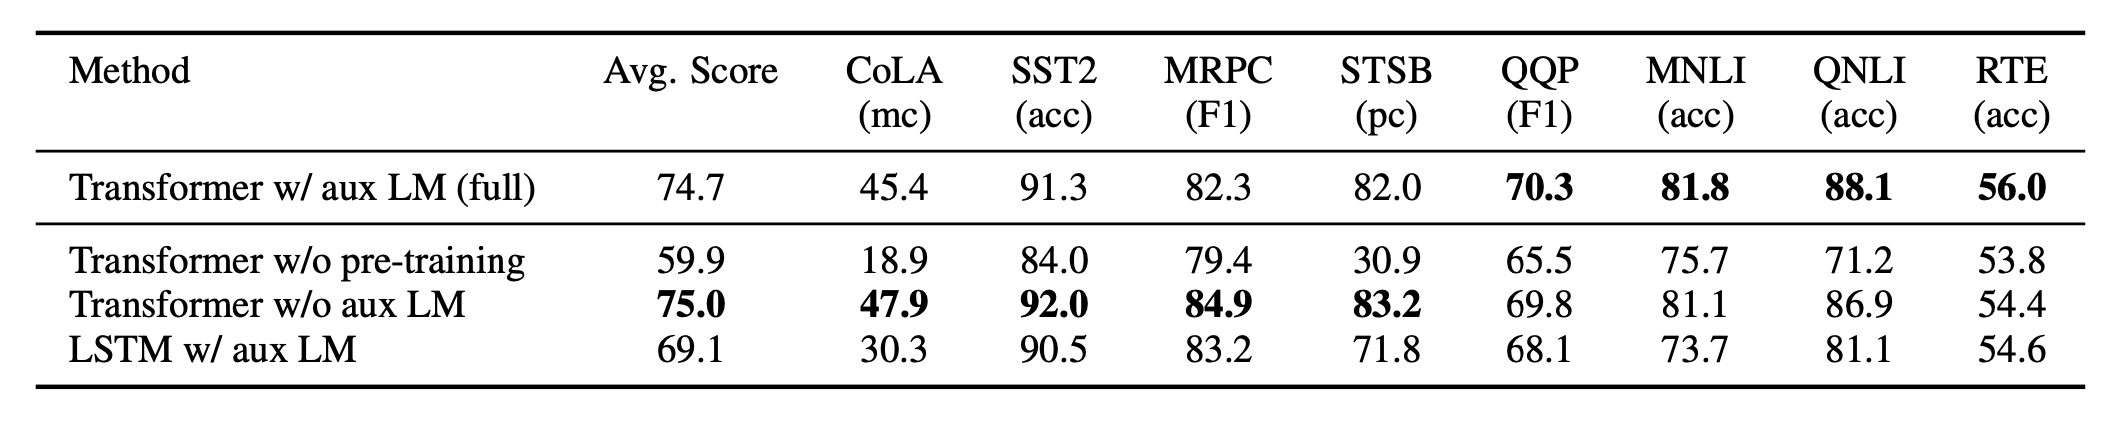 Method Avg. Score CoLA SST2 MRPC STSB QQP MNLI QNLI RTE
(mc) (acc) (F1) (pc) (F1) (acc) (acc) (acc)
Transformer w/ aux LM (full) 74.7 45.4 91.3 82.3 82.0 70.3 81.8 88.1 56.0
Transformer w/o pre-training 59.9 18.9 84.0 79.4 30.9 65.5 75.7 71.2 53.8
Transformer w/o aux LM 75.0 47.9 92.0 84.9 83.2 69.8 81.1 86.9 54.4
LSTM w/ aux LM 69.1 30.3 90.5 83.2 71.8 68.1 73.7 81.1 54.6